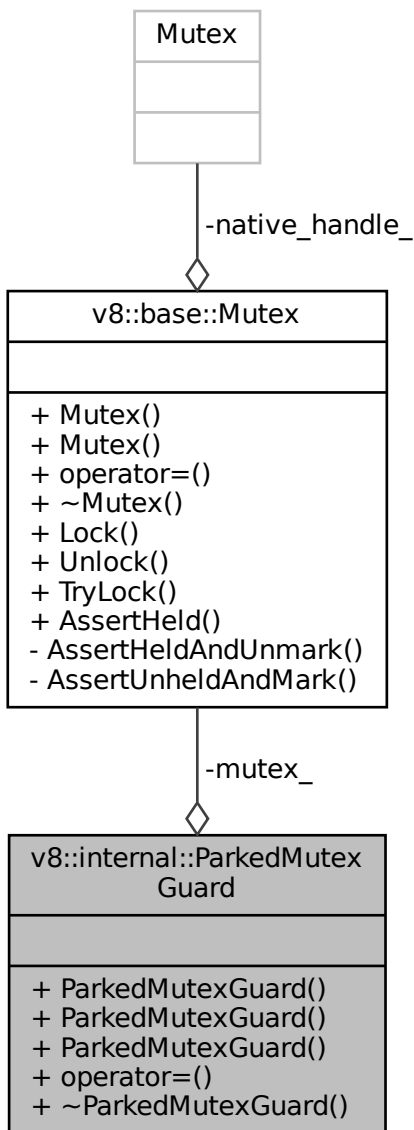 Mutex
-native_handle_
v8::base::Mutex
+ Mutex()
+ Mutex()
+ operator=()
+ ~Mutex()
+ Lock()
+ Unlock()
+ TryLock()
+ AssertHeld()
- AssertHeldAndUnmark()
- AssertUnheldAndMark()
-mutex_
v8::internal::ParkedMutex
Guard
+ ParkedMutexGuard()
+ ParkedMutexGuard()
+ ParkedMutexGuard()
+ operator=()
+ ~ParkedMutexGuard()